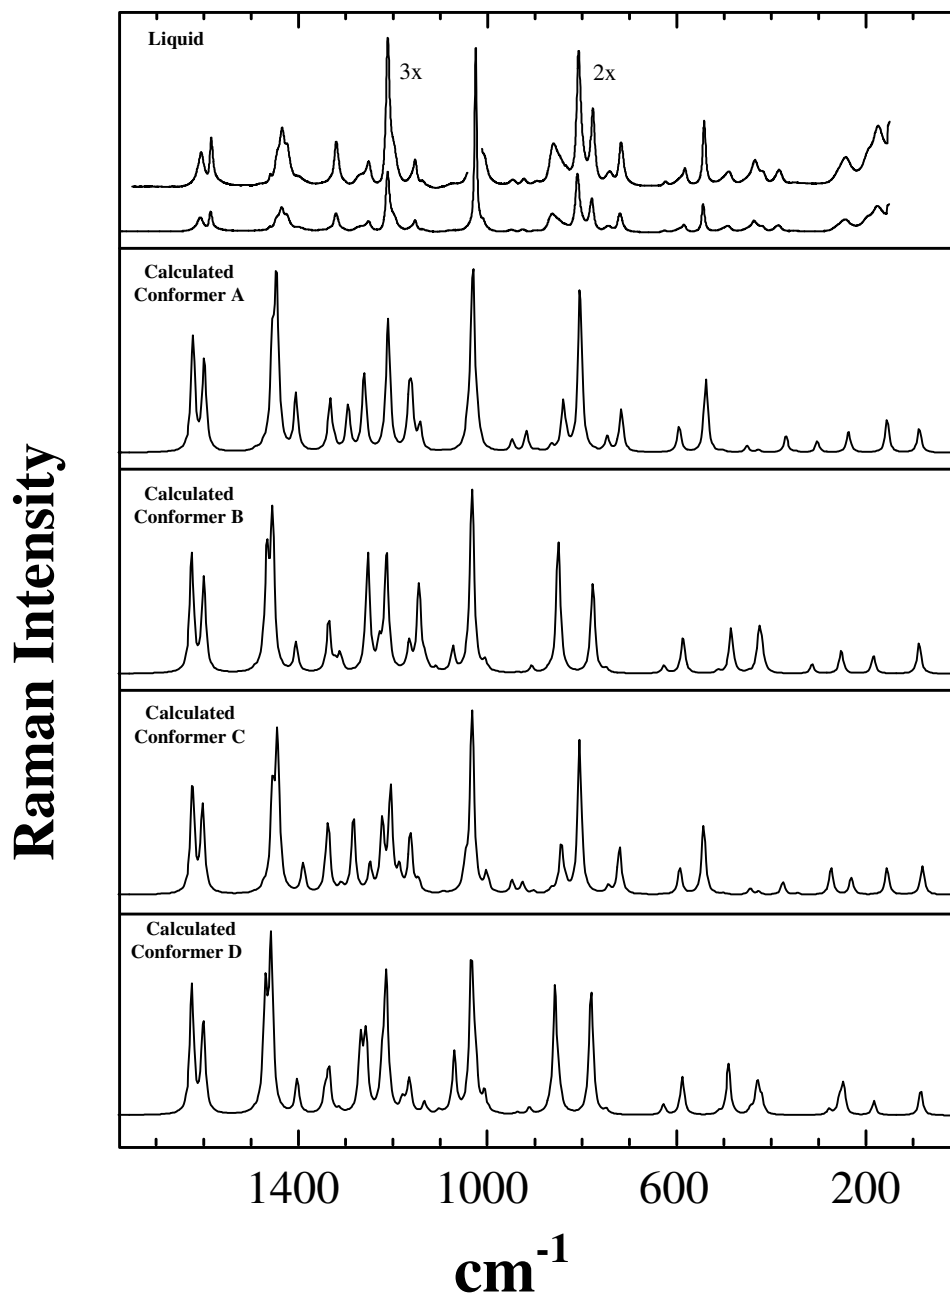 Liquid
3x
2x
Calculated
Conformer A
Calculated
Conformer B
Calculated
Conformer C
Calculated
Conformer D
Raman Intensity
1400
1000
600
200
cm-1